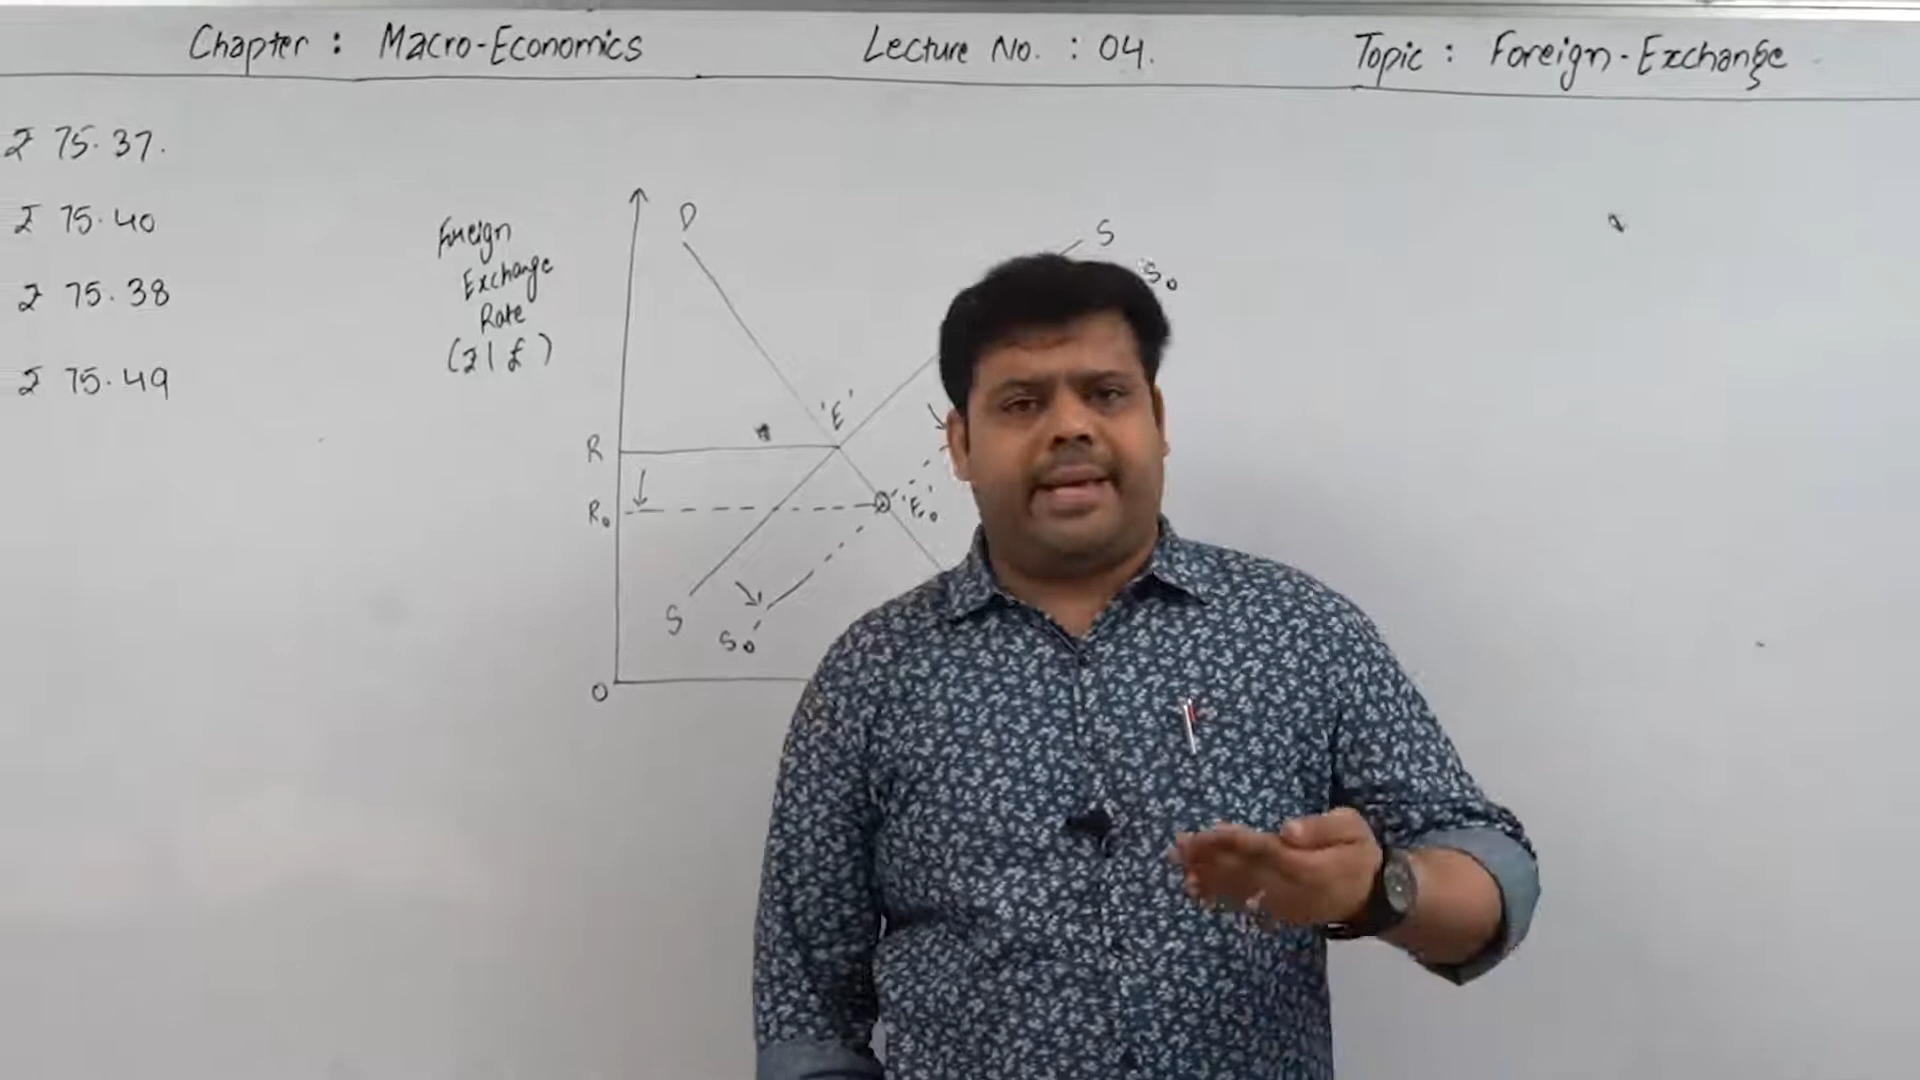 Chapter : Macro-Economics Lecture No. : 04. Topic : Foreign-Exchange
₹ 75.37.
₹ 75.40
₹ 75.38
₹ 75.49
Foreign
Exchange
Rate
(₹ | £)
D
S
S₀
'E'
R
R₀
'E₀'
S
S₀
O